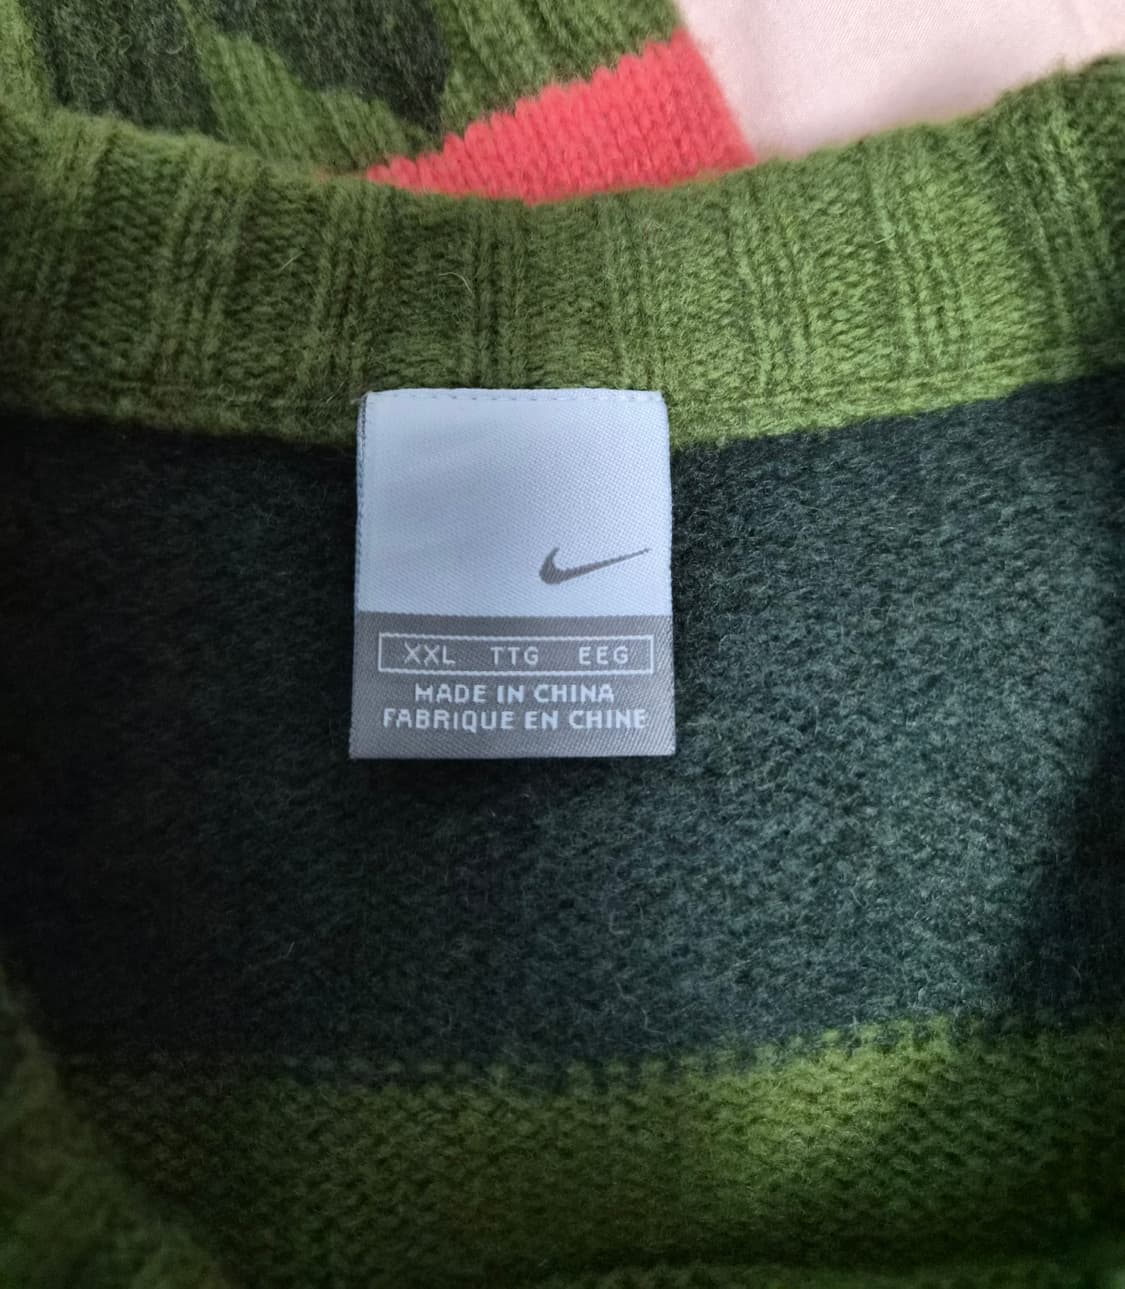 XXL TTG EEG
MADE IN CHINA
FABRIQUE EN CHINE